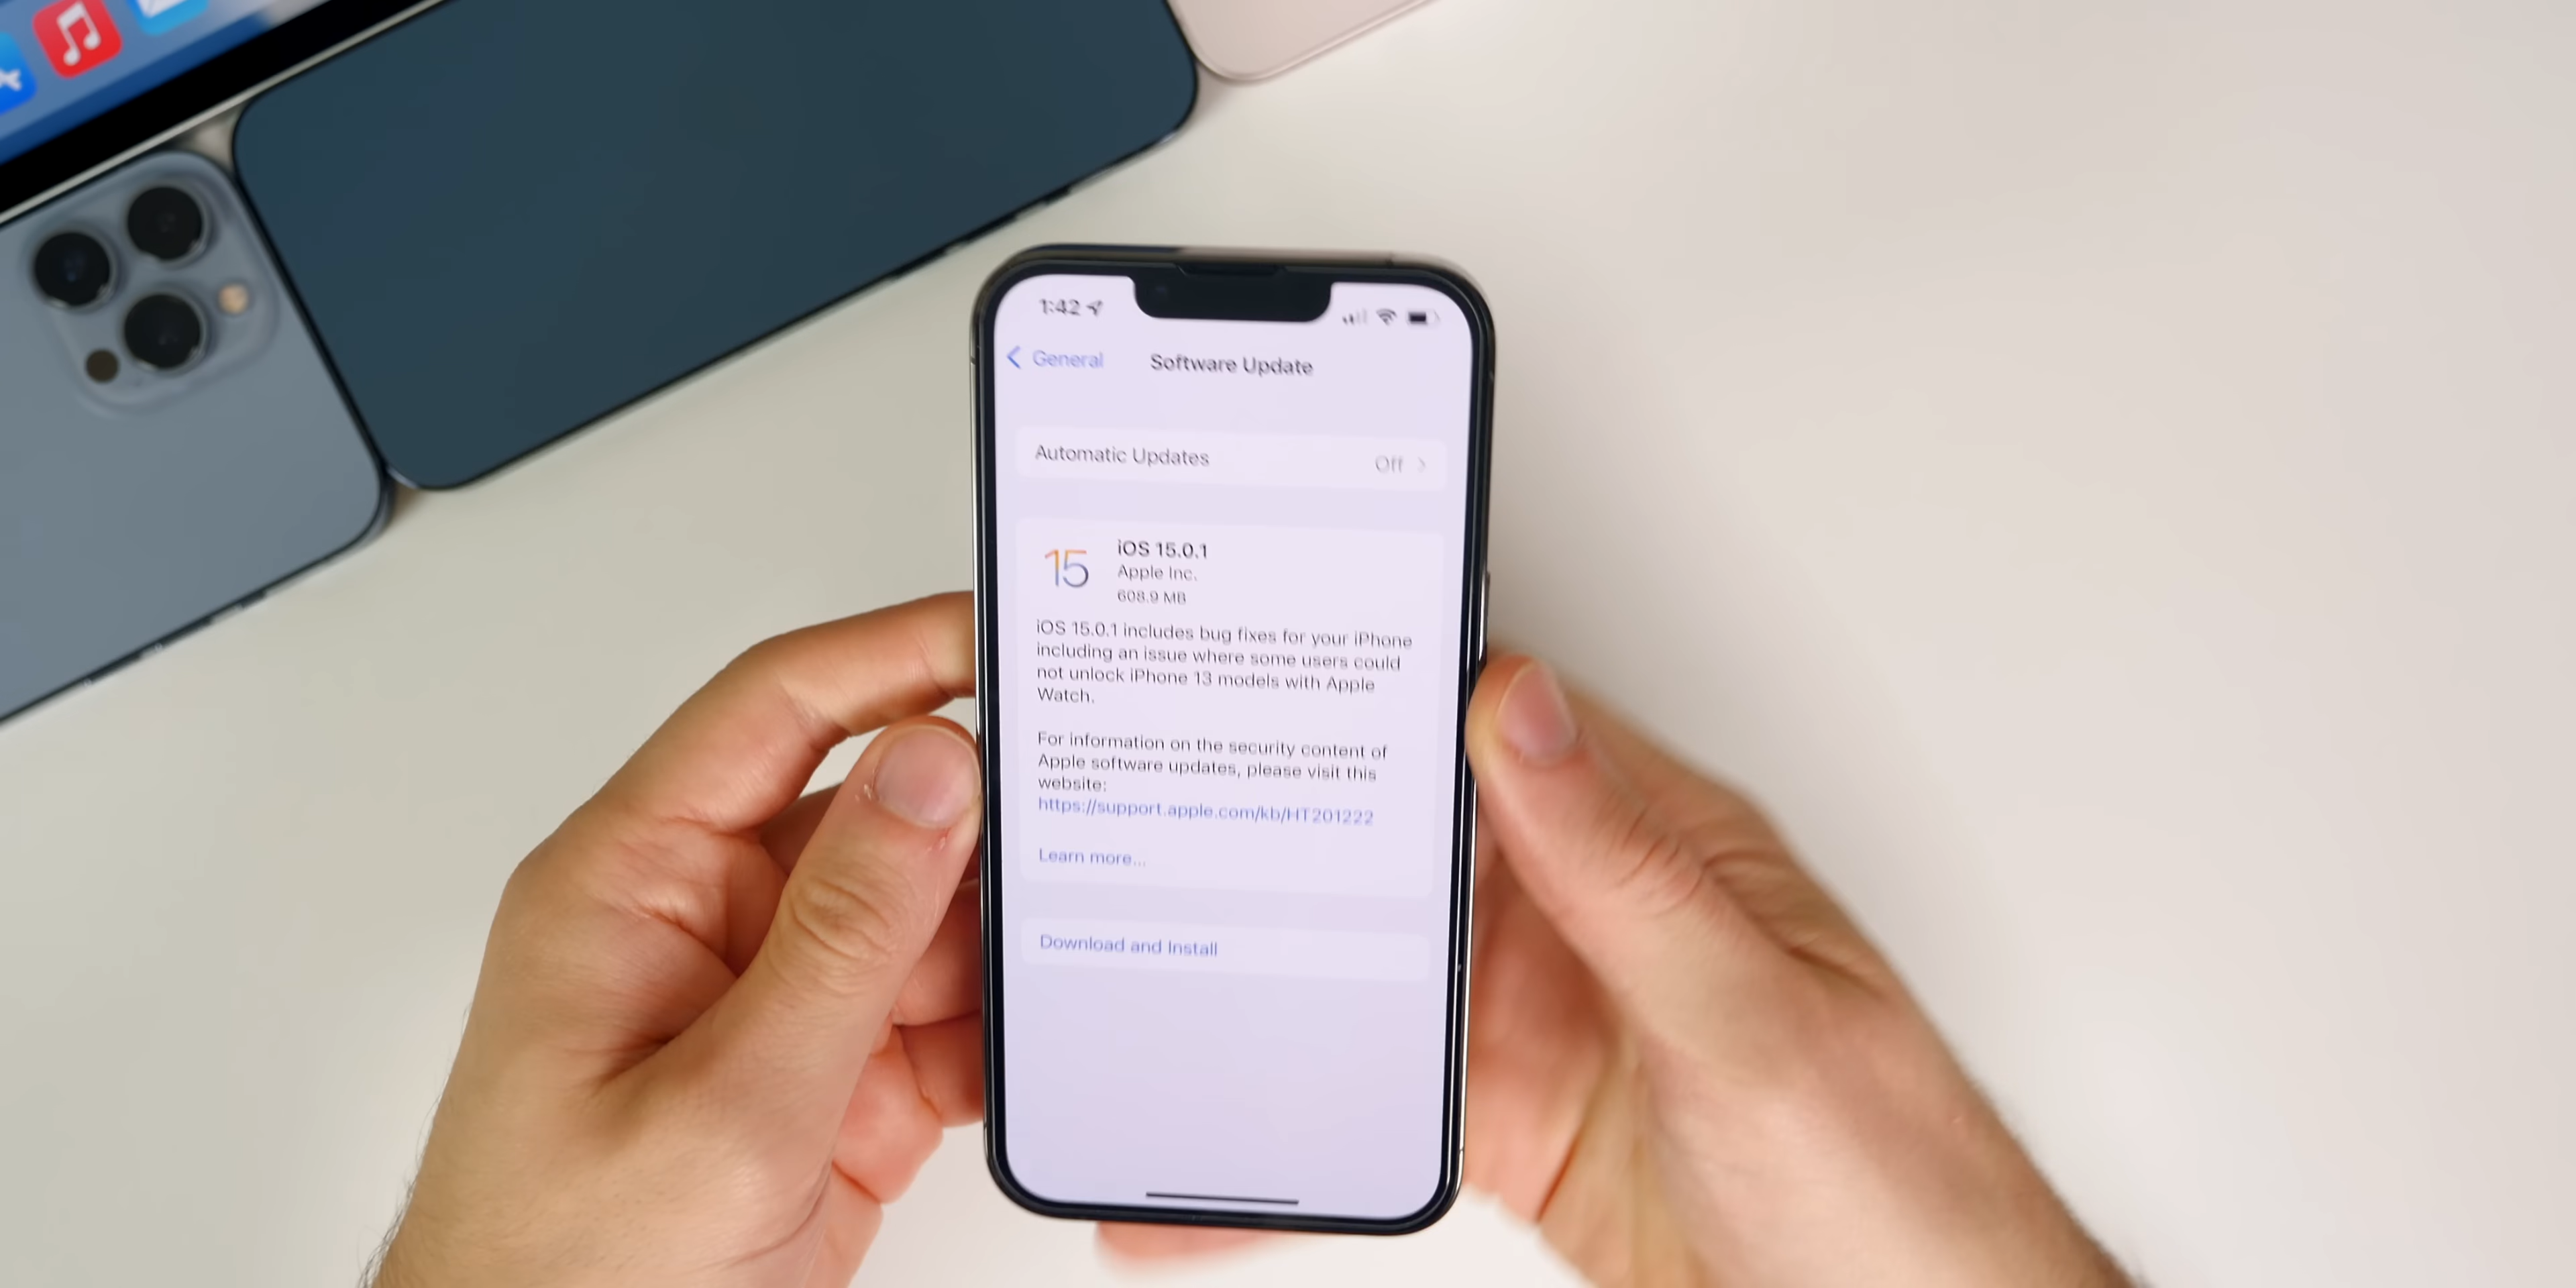 1:42
General
Software Update
Automatic Updates
Off
15
iOS 15.0.1
Apple Inc.
608.9 MB
iOS 15.0.1 includes bug fixes for your iPhone
including an issue where some users could
not unlock iPhone 13 models with Apple
Watch.
For information on the security content of
Apple software updates, please visit this
website:
https://support.apple.com/kb/HT201222
Learn more...
Download and Install